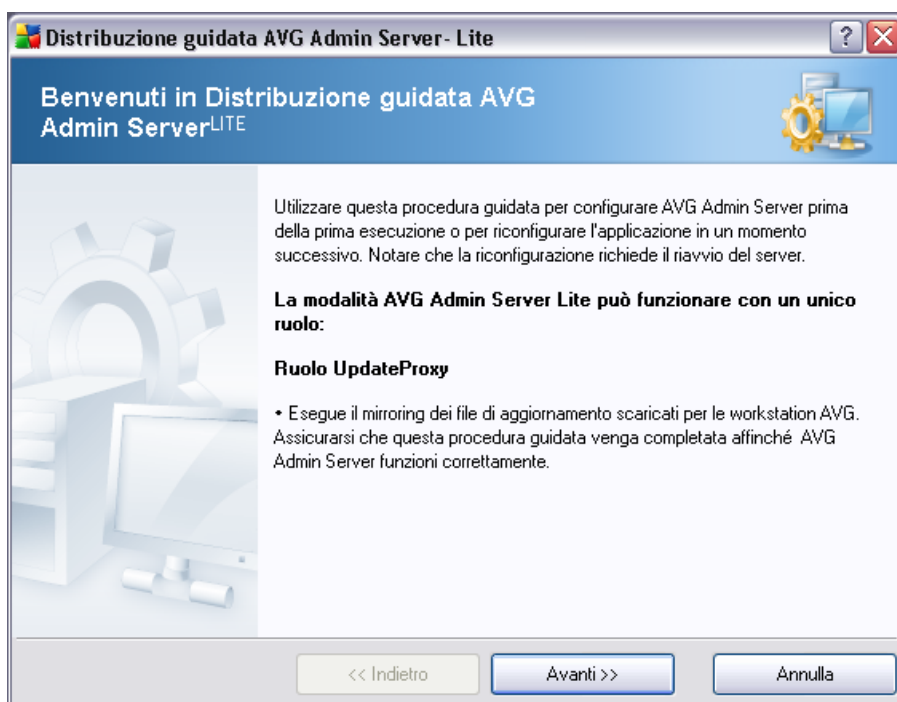 Distribuzione guidata AVG Admin Server- Lite
?
Benvenuti in Distribuzione guidata AVG
Admin ServerLITE
Utilizzare questa procedura guidata per configurare AVG Admin Server prima
della prima esecuzione o per riconfigurare l'applicazione in un momento
successivo. Notare che la riconfigurazione richiede il riavvio del server.
La modalità AVG Admin Server Lite può funzionare con un unico
ruolo:
Ruolo UpdateProxy
• Esegue il mirroring dei file di aggiornamento scaricati per le workstation AVG.
Assicurarsi che questa procedura guidata venga completata affinché AVG
Admin Server funzioni correttamente.
<< Indietro
Avanti >>
Annulla